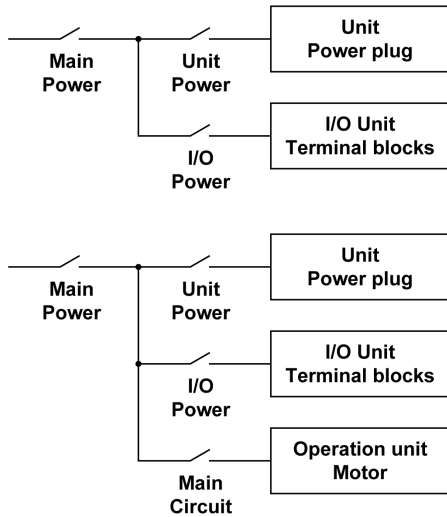 Unit
Power plug
Main
Power
Unit
Power
I/O Unit
Terminal blocks
I/O
Power
Unit
Power plug
Main
Power
Unit
Power
I/O Unit
Terminal blocks
I/O
Power
Operation unit
Motor
Main
Circuit